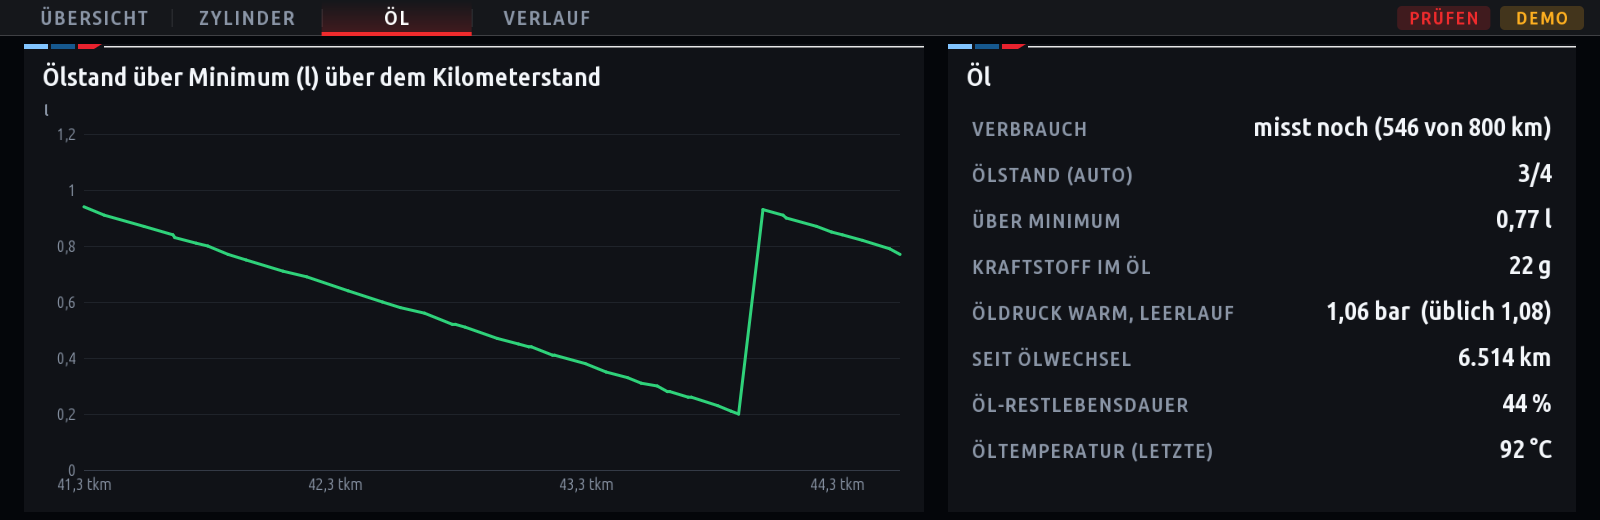 ÜBERSICHT
ZYLINDER
ÖL
VERLAUF
PRÜFEN
DEMO
Ölstand über Minimum (l) über dem Kilometerstand
l
1,2
1
0,8
0,6
0,4
0,2
0
41,3 tkm
42,3 tkm
43,3 tkm
44,3 tkm
Öl
VERBRAUCH misst noch (546 von 800 km)
ÖLSTAND (AUTO) 3/4
ÜBER MINIMUM 0,77 l
KRAFTSTOFF IM ÖL 22 g
ÖLDRUCK WARM, LEERLAUF 1,06 bar (üblich 1,08)
SEIT ÖLWECHSEL 6.514 km
ÖL-RESTLEBENSDAUER 44 %
ÖLTEMPERATUR (LETZTE) 92 °C